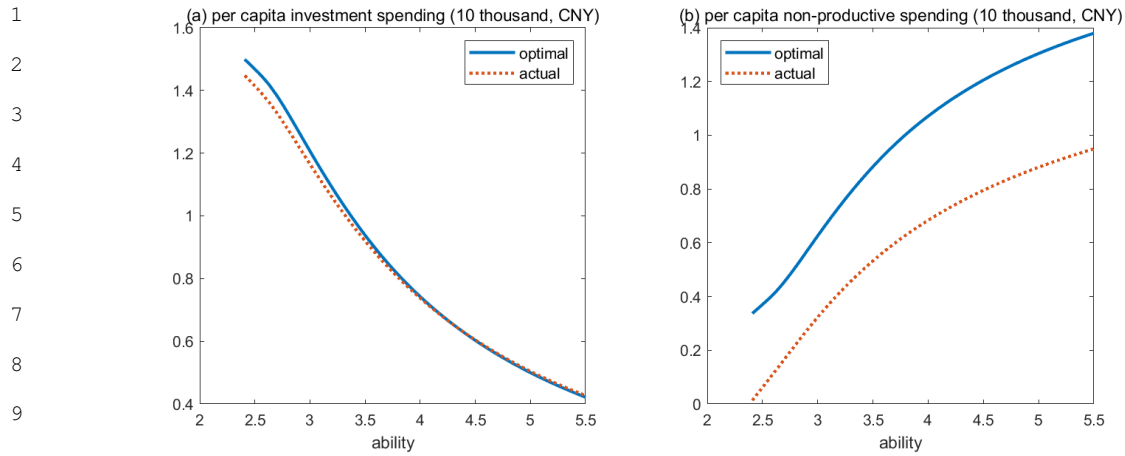 1
2
3
4
5
6
7
8
9
(a) per capita investment spending (10 thousand, CNY)
1.6
1.4
1.2
1
0.8
0.6
0.4
2 2.5 3 3.5 4 4.5 5 5.5
ability
optimal
actual
(b) per capita non-productive spending (10 thousand, CNY)
1.4
1.2
1
0.8
0.6
0.4
0.2
0
2 2.5 3 3.5 4 4.5 5 5.5
ability
optimal
actual